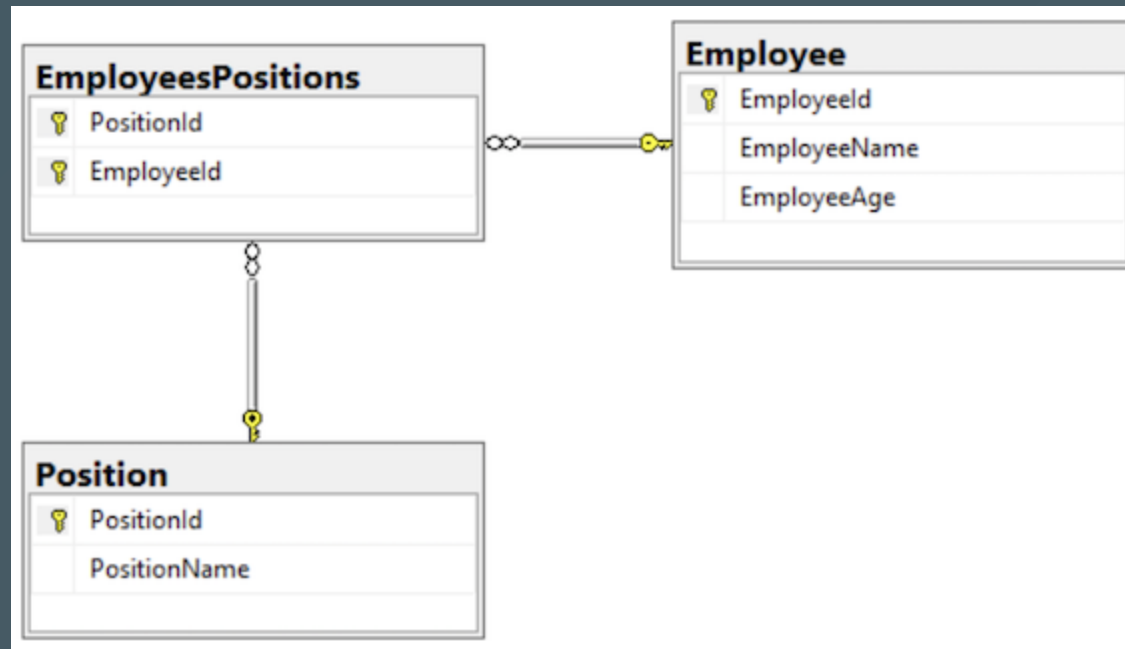 EmployeesPositions
PositionId
EmployeeId
Employee
EmployeeId
EmployeeName
EmployeeAge
Position
PositionId
PositionName